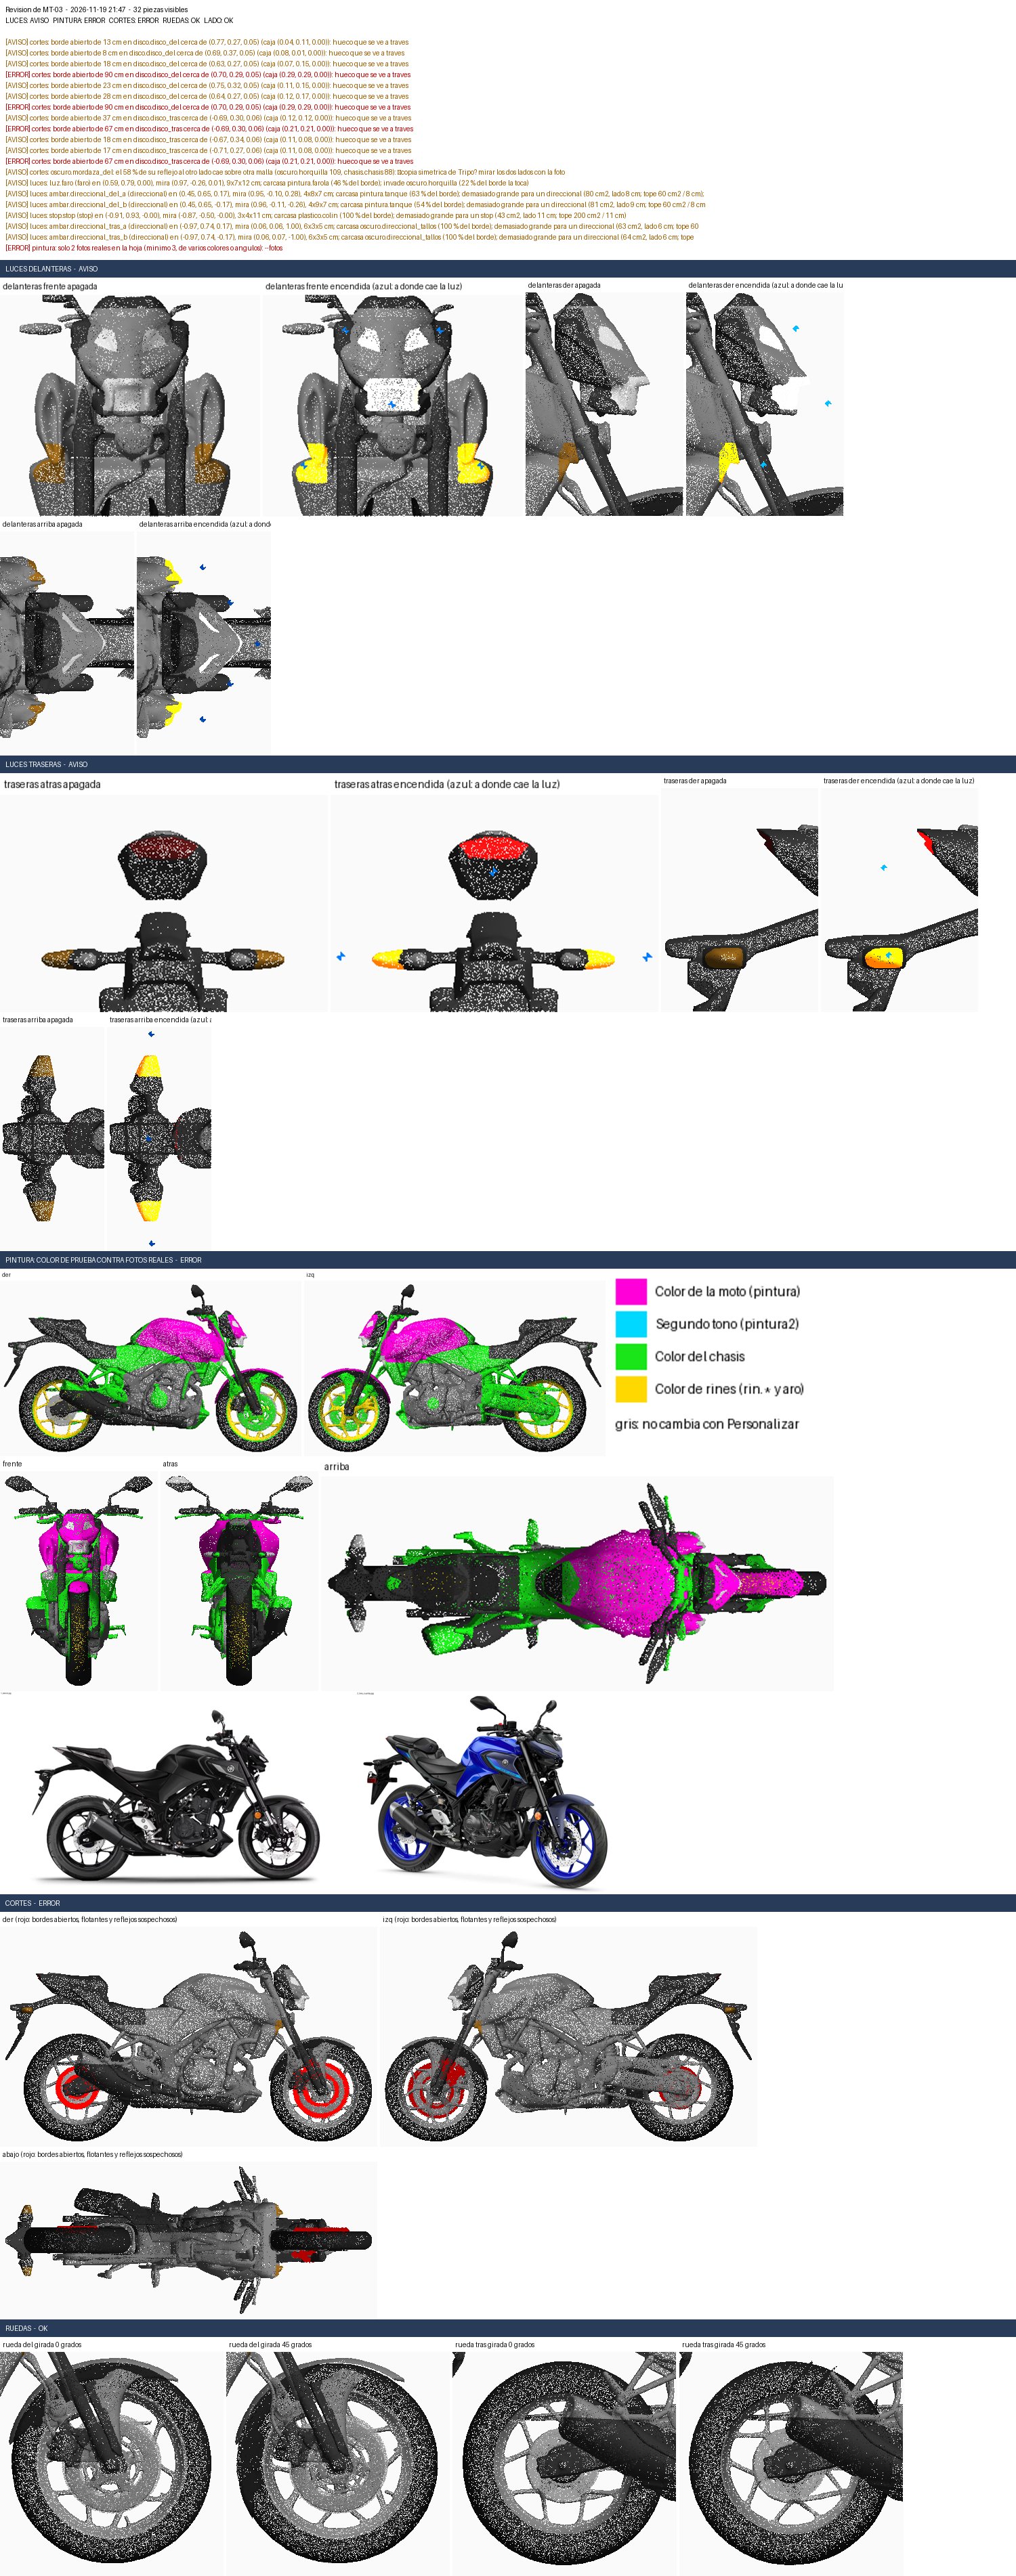 Revision de MT-03 - 2026-11-19 21:47 - 32 piezas visibles
LUCES: AVISO PINTURA: ERROR CORTES: ERROR RUEDAS: OK LADO: OK
[AVISO] cortes: borde abierto de 13 cm en disco.disco_del cerca de (0.77, 0.27, 0.05) (caja (0.04, 0.11, 0.00)): hueco que se ve a traves
[AVISO] cortes: borde abierto de 8 cm en disco.disco_del cerca de (0.69, 0.37, 0.05) (caja (0.08, 0.01, 0.00)): hueco que se ve a traves
[AVISO] cortes: borde abierto de 18 cm en disco.disco_del cerca de (0.63, 0.27, 0.05) (caja (0.07, 0.15, 0.00)): hueco que se ve a traves
[ERROR] cortes: borde abierto de 90 cm en disco.disco_del cerca de (0.70, 0.29, 0.05) (caja (0.29, 0.29, 0.00)): hueco que se ve a traves
[AVISO] cortes: borde abierto de 23 cm en disco.disco_del cerca de (0.75, 0.32, 0.05) (caja (0.11, 0.15, 0.00)): hueco que se ve a traves
[AVISO] cortes: borde abierto de 28 cm en disco.disco_del cerca de (0.64, 0.27, 0.05) (caja (0.12, 0.17, 0.00)): hueco que se ve a traves
[ERROR] cortes: borde abierto de 90 cm en disco.disco_del cerca de (0.70, 0.29, 0.05) (caja (0.29, 0.29, 0.00)): hueco que se ve a traves
[AVISO] cortes: borde abierto de 37 cm en disco.disco_tras cerca de (-0.69, 0.30, 0.06) (caja (0.12, 0.12, 0.00)): hueco que se ve a traves
[ERROR] cortes: borde abierto de 67 cm en disco.disco_tras cerca de (-0.69, 0.30, 0.06) (caja (0.21, 0.21, 0.00)): hueco que se ve a traves
[AVISO] cortes: borde abierto de 18 cm en disco.disco_tras cerca de (-0.67, 0.34, 0.06) (caja (0.11, 0.08, 0.00)): hueco que se ve a traves
[AVISO] cortes: borde abierto de 17 cm en disco.disco_tras cerca de (-0.71, 0.27, 0.06) (caja (0.11, 0.08, 0.00)): hueco que se ve a traves
[ERROR] cortes: borde abierto de 67 cm en disco.disco_tras cerca de (-0.69, 0.30, 0.06) (caja (0.21, 0.21, 0.00)): hueco que se ve a traves
[AVISO] cortes: oscuro.mordaza_del: el 58 % de su reflejo al otro lado cae sobre otra malla (oscuro.horquilla 109, chasis.chasis 88): copia simetrica de Tripo? mirar los dos lados con la foto
[AVISO] luces: luz.faro (faro) en (0.59, 0.79, 0.00), mira (0.97, -0.26, 0.01), 9x7x12 cm; carcasa pintura.farola (46 % del borde); invade oscuro.horquilla (22 % del borde la toca)
[AVISO] luces: ambar.direccional_del_a (direccional) en (0.45, 0.65, 0.17), mira (0.95, -0.10, 0.28), 4x8x7 cm; carcasa pintura.tanque (63 % del borde); demasiado grande para un direccional (80 cm2, lado 8 cm; tope 60 cm2 / 8 cm);
[AVISO] luces: ambar.direccional_del_b (direccional) en (0.45, 0.65, -0.17), mira (0.96, -0.11, -0.26), 4x9x7 cm; carcasa pintura.tanque (54 % del borde); demasiado grande para un direccional (81 cm2, lado 9 cm; tope 60 cm2 / 8 cm
[AVISO] luces: stop.stop (stop) en (-0.91, 0.93, -0.00), mira (-0.87, -0.50, -0.00), 3x4x11 cm; carcasa plastico.colin (100 % del borde); demasiado grande para un stop (43 cm2, lado 11 cm; tope 200 cm2 / 11 cm)
[AVISO] luces: ambar.direccional_tras_a (direccional) en (-0.97, 0.74, 0.17), mira (0.06, 0.06, 1.00), 6x3x5 cm; carcasa oscuro.direccional_tallos (100 % del borde); demasiado grande para un direccional (63 cm2, lado 6 cm; tope 60
[AVISO] luces: ambar.direccional_tras_b (direccional) en (-0.97, 0.74, -0.17), mira (0.06, 0.07, -1.00), 6x3x5 cm; carcasa oscuro.direccional_tallos (100 % del borde); demasiado grande para un direccional (64 cm2, lado 6 cm; tope
[ERROR] pintura: solo 2 fotos reales en la hoja (minimo 3, de varios colores o angulos): --fotos
LUCES DELANTERAS - AVISO
delanteras frente apagada
delanteras frente encendida (azul: a donde cae la luz)
delanteras der apagada
delanteras der encendida (azul: a donde cae la lu
delanteras arriba apagada
delanteras arriba encendida (azul: a dond
LUCES TRASERAS - AVISO
traseras atras apagada
traseras atras encendida (azul: a donde cae la luz)
traseras der apagada
traseras der encendida (azul: a donde cae la luz)
traseras arriba apagada
traseras arriba encendida (azul: a
PINTURA: COLOR DE PRUEBA CONTRA FOTOS REALES - ERROR
der
izq
Color de la moto (pintura)
Segundo tono (pintura2)
Color del chasis
Color de rines (rin.* y aro)
gris: no cambia con Personalizar
frente
atras
arriba
CORTES - ERROR
der (rojo: bordes abiertos, flotantes y reflejos sospechosos)
izq (rojo: bordes abiertos, flotantes y reflejos sospechosos)
abajo (rojo: bordes abiertos, flotantes y reflejos sospechosos)
RUEDAS - OK
rueda del girada 0 grados
rueda del girada 45 grados
rueda tras girada 0 grados
rueda tras girada 45 grados